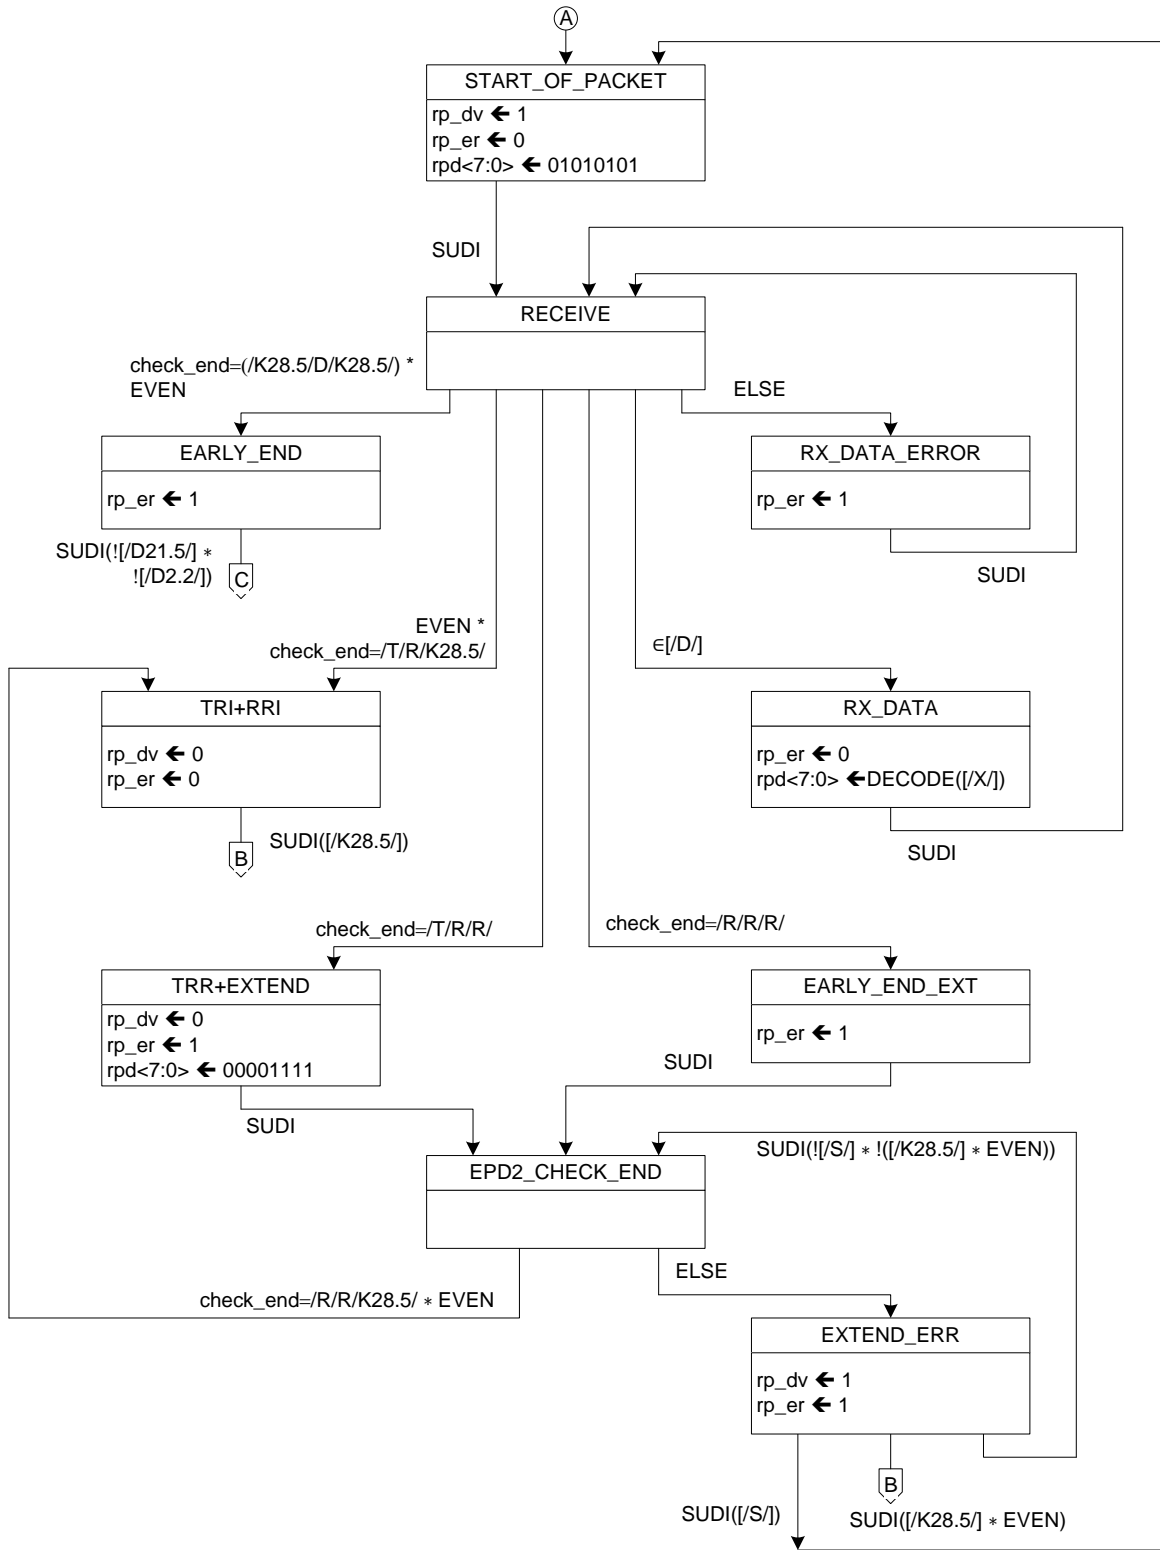 A
START_OF_PACKET
rp_dv 🡸 1
rp_er 🡸 0
rpd<7:0> 🡸 01010101
SUDI
RECEIVE
check_end=(/K28.5/D/K28.5/) *
EVEN
ELSE
EARLY_END
rp_er 🡸 1
RX_DATA_ERROR
rp_er 🡸 1
SUDI(![/D21.5/] *
![/D2.2/])
C
SUDI
EVEN *
check_end=/T/R/K28.5/
∈[/D/]
TRI+RRI
rp_dv 🡸 0
rp_er 🡸 0
RX_DATA
rp_er 🡸 0
rpd<7:0> 🡸DECODE([/X/])
SUDI([/K28.5/])
B
SUDI
check_end=/T/R/R/
check_end=/R/R/R/
TRR+EXTEND
rp_dv 🡸 0
rp_er 🡸 1
rpd<7:0> 🡸 00001111
EARLY_END_EXT
rp_er 🡸 1
SUDI
SUDI
SUDI(![/S/] * !([/K28.5/] * EVEN))
EPD2_CHECK_END
ELSE
check_end=/R/R/K28.5/ * EVEN
EXTEND_ERR
rp_dv 🡸 1
rp_er 🡸 1
B
SUDI([/S/])
SUDI([/K28.5/] * EVEN)